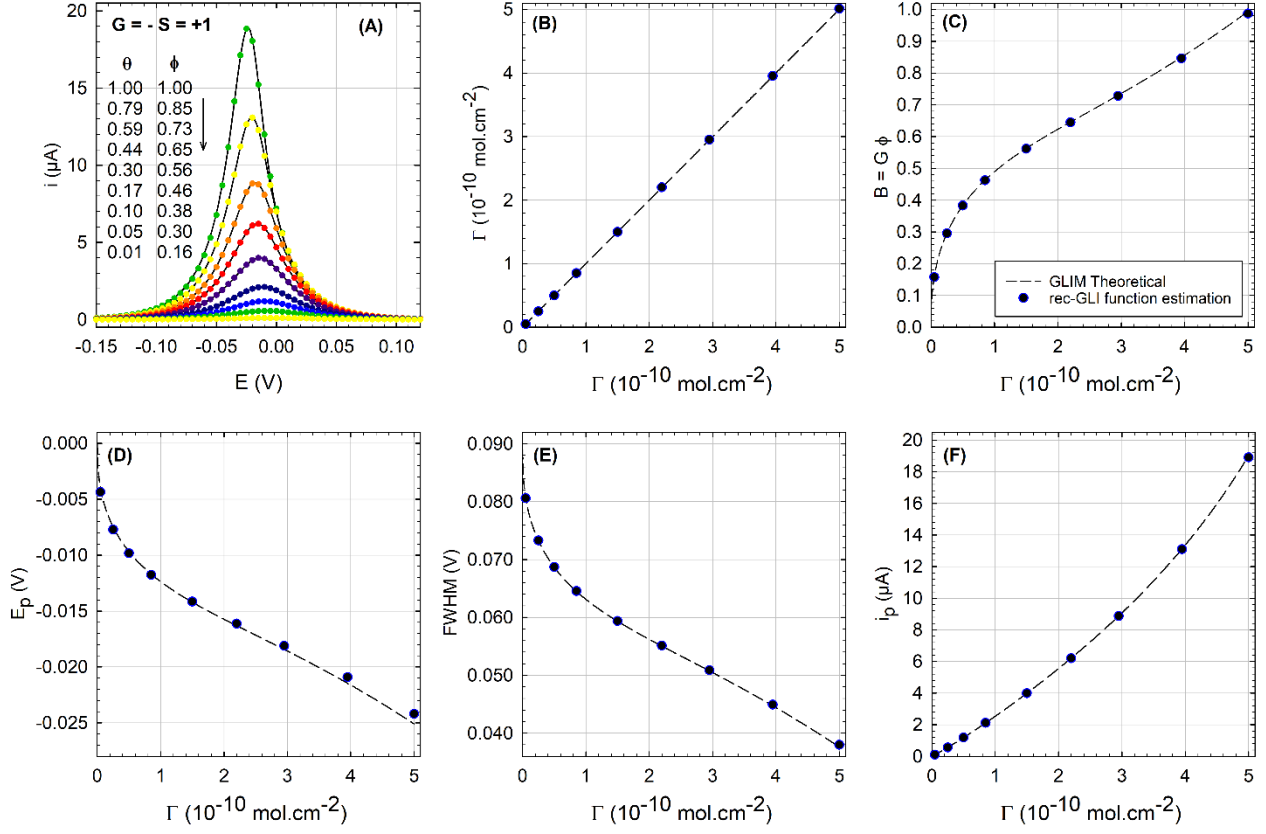 G = - S = +1
(A)
θ ϕ
1.00 1.00
0.79 0.85
0.59 0.73
0.44 0.65
0.30 0.56
0.17 0.46
0.10 0.38
0.05 0.30
0.01 0.16
i (µA)
20
15
10
5
0
-0.15 -0.10 -0.05 0.00 0.05 0.10
E (V)
(B)
Γ (10⁻¹⁰ mol.cm⁻²)
5
4
3
2
1
0
0 1 2 3 4 5
Γ (10⁻¹⁰ mol.cm⁻²)
(C)
B = G ϕ
1.0
0.9
0.8
0.7
0.6
0.5
0.4
0.3
0.2
0.1
0.0
GLIM Theoretical
rec-GLI function estimation
0 1 2 3 4 5
Γ (10⁻¹⁰ mol.cm⁻²)
(D)
Eₚ (V)
0.000
-0.005
-0.010
-0.015
-0.020
-0.025
0 1 2 3 4 5
Γ (10⁻¹⁰ mol.cm⁻²)
(E)
FWHM (V)
0.090
0.080
0.070
0.060
0.050
0.040
0 1 2 3 4 5
Γ (10⁻¹⁰ mol.cm⁻²)
(F)
iₚ (µA)
20
18
16
14
12
10
8
6
4
2
0
0 1 2 3 4 5
Γ (10⁻¹⁰ mol.cm⁻²)